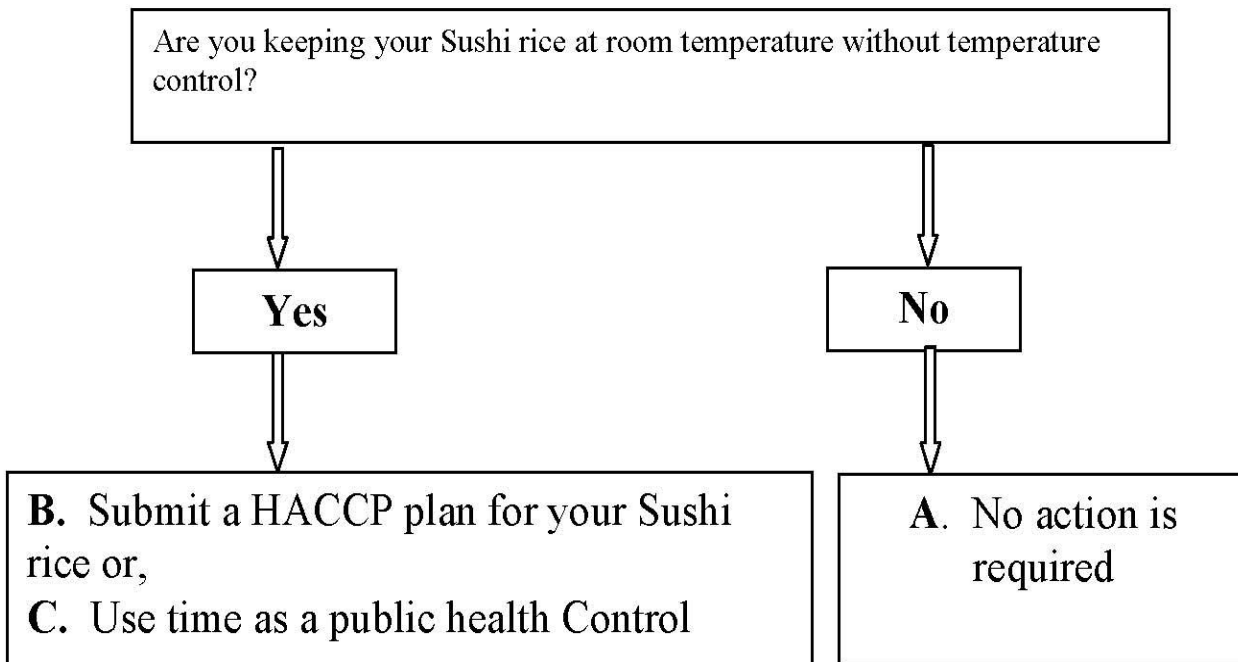 Are you keeping your Sushi rice at room temperature without temperature
control?
Yes
No
B. Submit a HACCP plan for your Sushi
rice or,
C. Use time as a public health Control
A. No action is
required